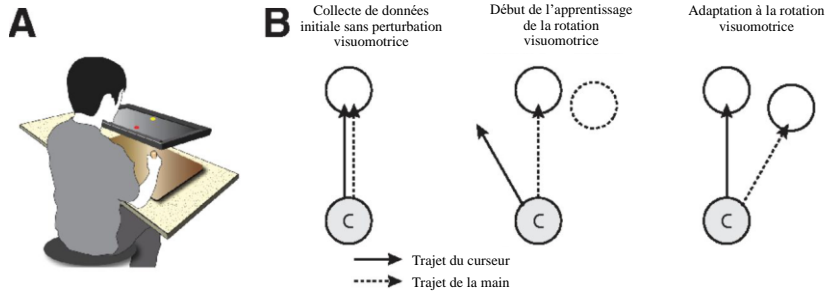 A
B
Collecte de données
initiale sans perturbation
visuomotrice
Début de l'apprentissage
de la rotation
visuomotrice
Adaptation à la rotation
visuomotrice
C
C
C
Trajet du curseur
Trajet de la main